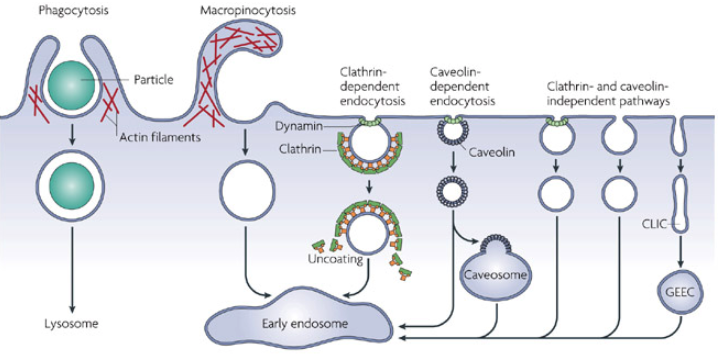 Phagocytosis
Macropinocytosis
Clathrin-
dependent
endocytosis
Caveolin-
dependent
endocytosis
Clathrin- and caveolin-
independent pathways
Particle
Actin filaments
Dynamin
Clathrin
Caveolin
CLIC
Uncoating
Caveosome
GEEC
Lysosome
Early endosome